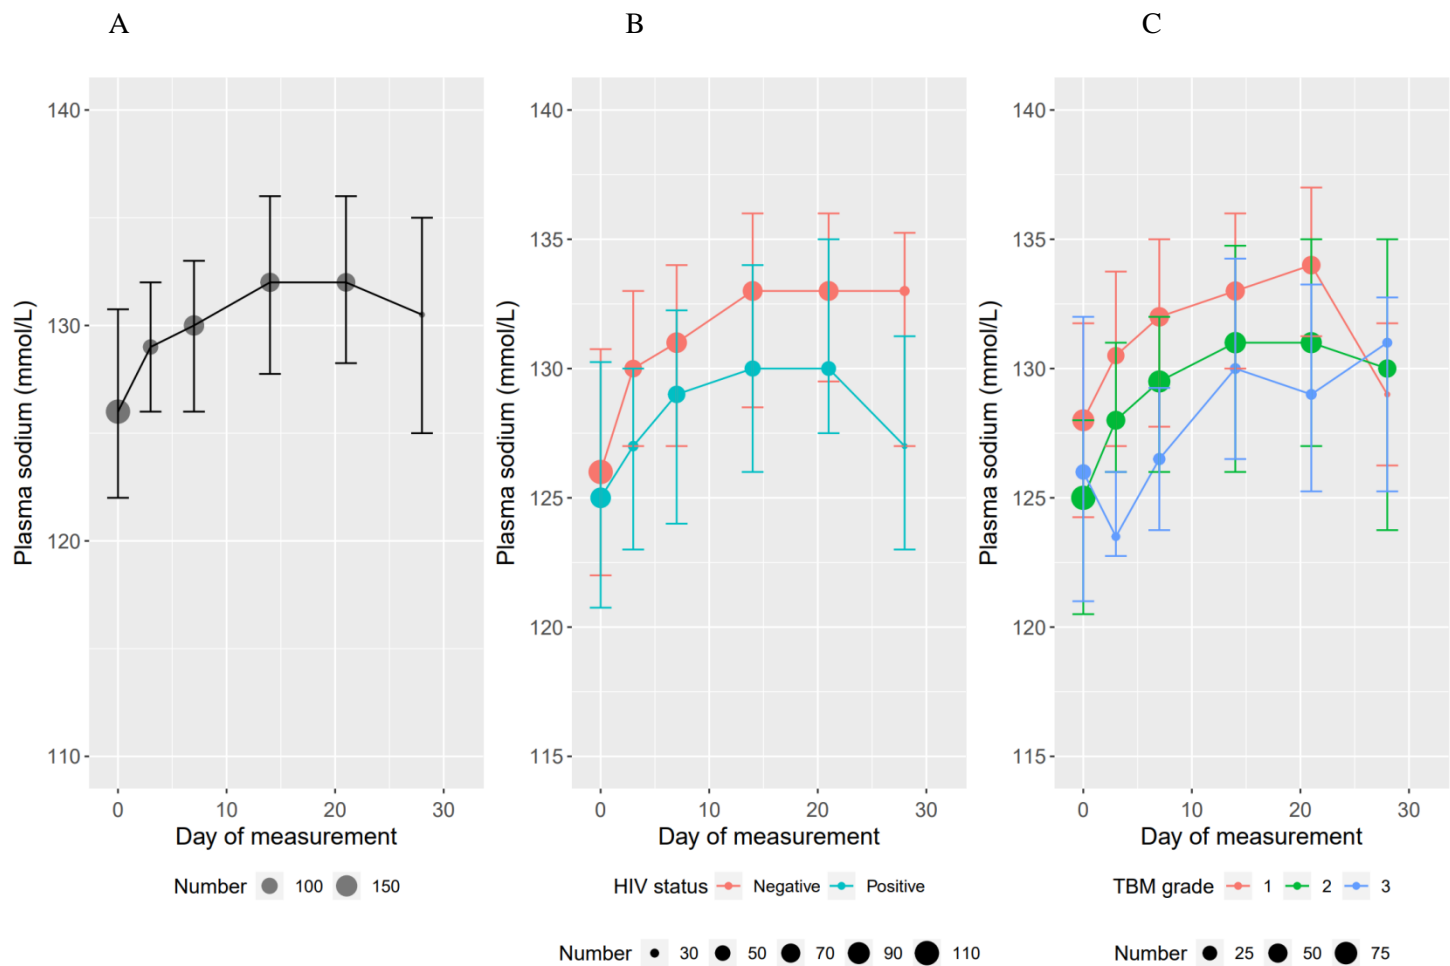 A
B
C
Plasma sodium (mmol/L)
140
130
120
110
0 10 20 30
Day of measurement
Number 100 150
Plasma sodium (mmol/L)
140
135
130
125
120
115
0 10 20 30
Day of measurement
HIV status Negative Positive
Number 30 50 70 90 110
Plasma sodium (mmol/L)
140
135
130
125
120
115
0 10 20 30
Day of measurement
TBM grade 1 2 3
Number 25 50 75